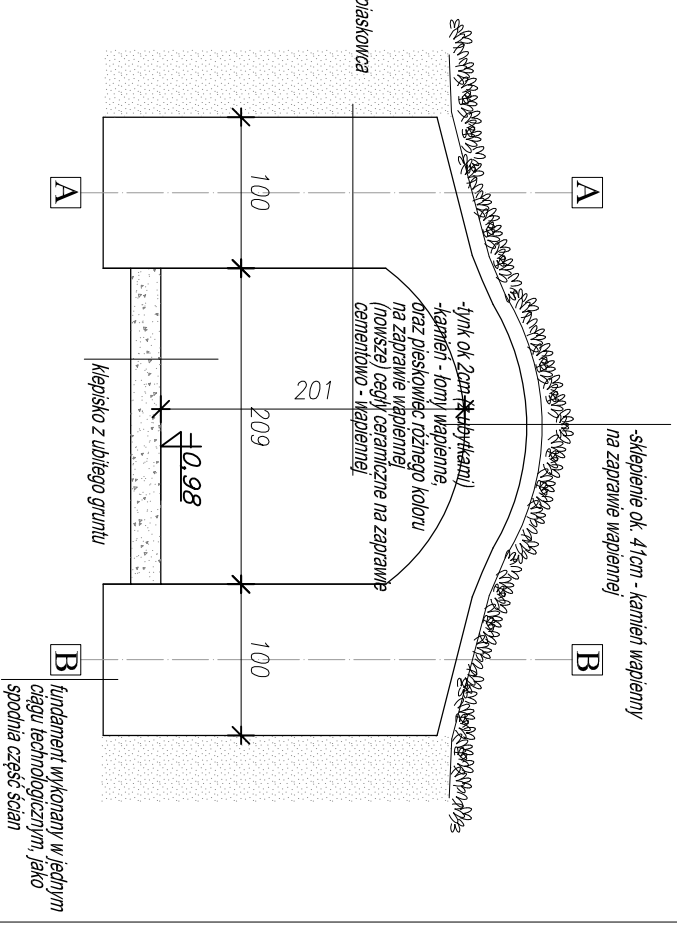 piaskowca
A
A
-sklepienie ok. 41cm - kamień wapienny
na zaprawie wapiennej
-tynk ok 2cm (z ubytkami)
-kamień - łomy wapienne,
oraz pieskowiec różnego koloru
na zaprawie wapiennej
(nowsze) cegły ceramiczne na zaprawie
cementowo - wapiennej
100
209
100
201
-0.98
klepisko z ubitego gruntu
B
B
fundament wykonany w jednym
ciągu technologicznym, jako
spodnia część ścian